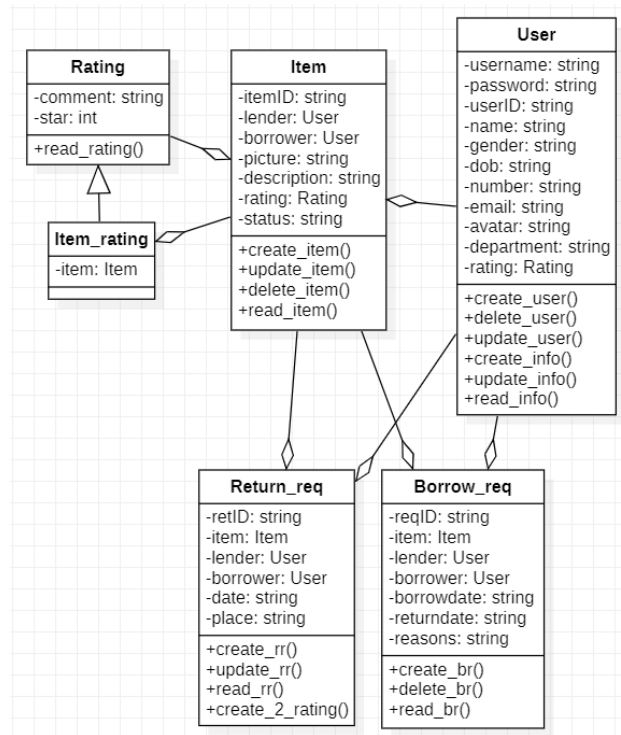 Rating
-comment: string
-star: int
+read_rating()
Item_rating
-item: Item
Item
-itemID: string
-lender: User
-borrower: User
-picture: string
-description: string
-rating: Rating
-status: string
+create_item()
+update_item()
+delete_item()
+read_item()
User
-username: string
-password: string
-userID: string
-name: string
-gender: string
-dob: string
-number: string
-email: string
-avatar: string
-department: string
-rating: Rating
+create_user()
+delete_user()
+update_user()
+create_info()
+update_info()
+read_info()
Return_req
-retID: string
-item: Item
-lender: User
-borrower: User
-date: string
-place: string
+create_rr()
+update_rr()
+read_rr()
+create_2_rating()
Borrow_req
-reqID: string
-item: Item
-lender: User
-borrower: User
-borrowdate: string
-returndate: string
-reasons: string
+create_br()
+delete_br()
+read_br()